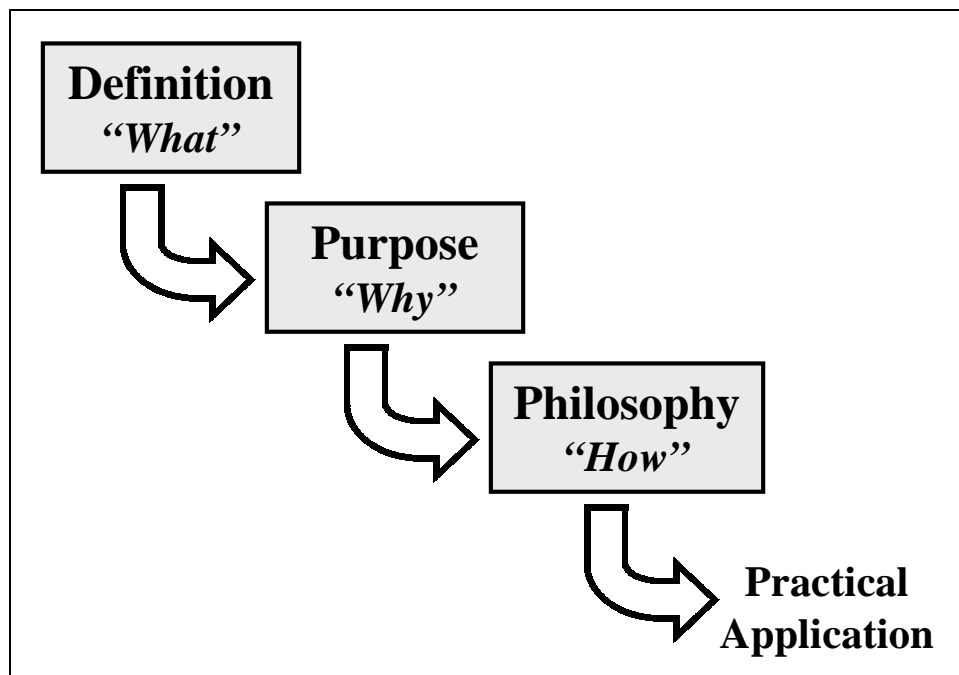 Definition
“What”
Purpose
“Why”
Philosophy
“How”
Practical
Application